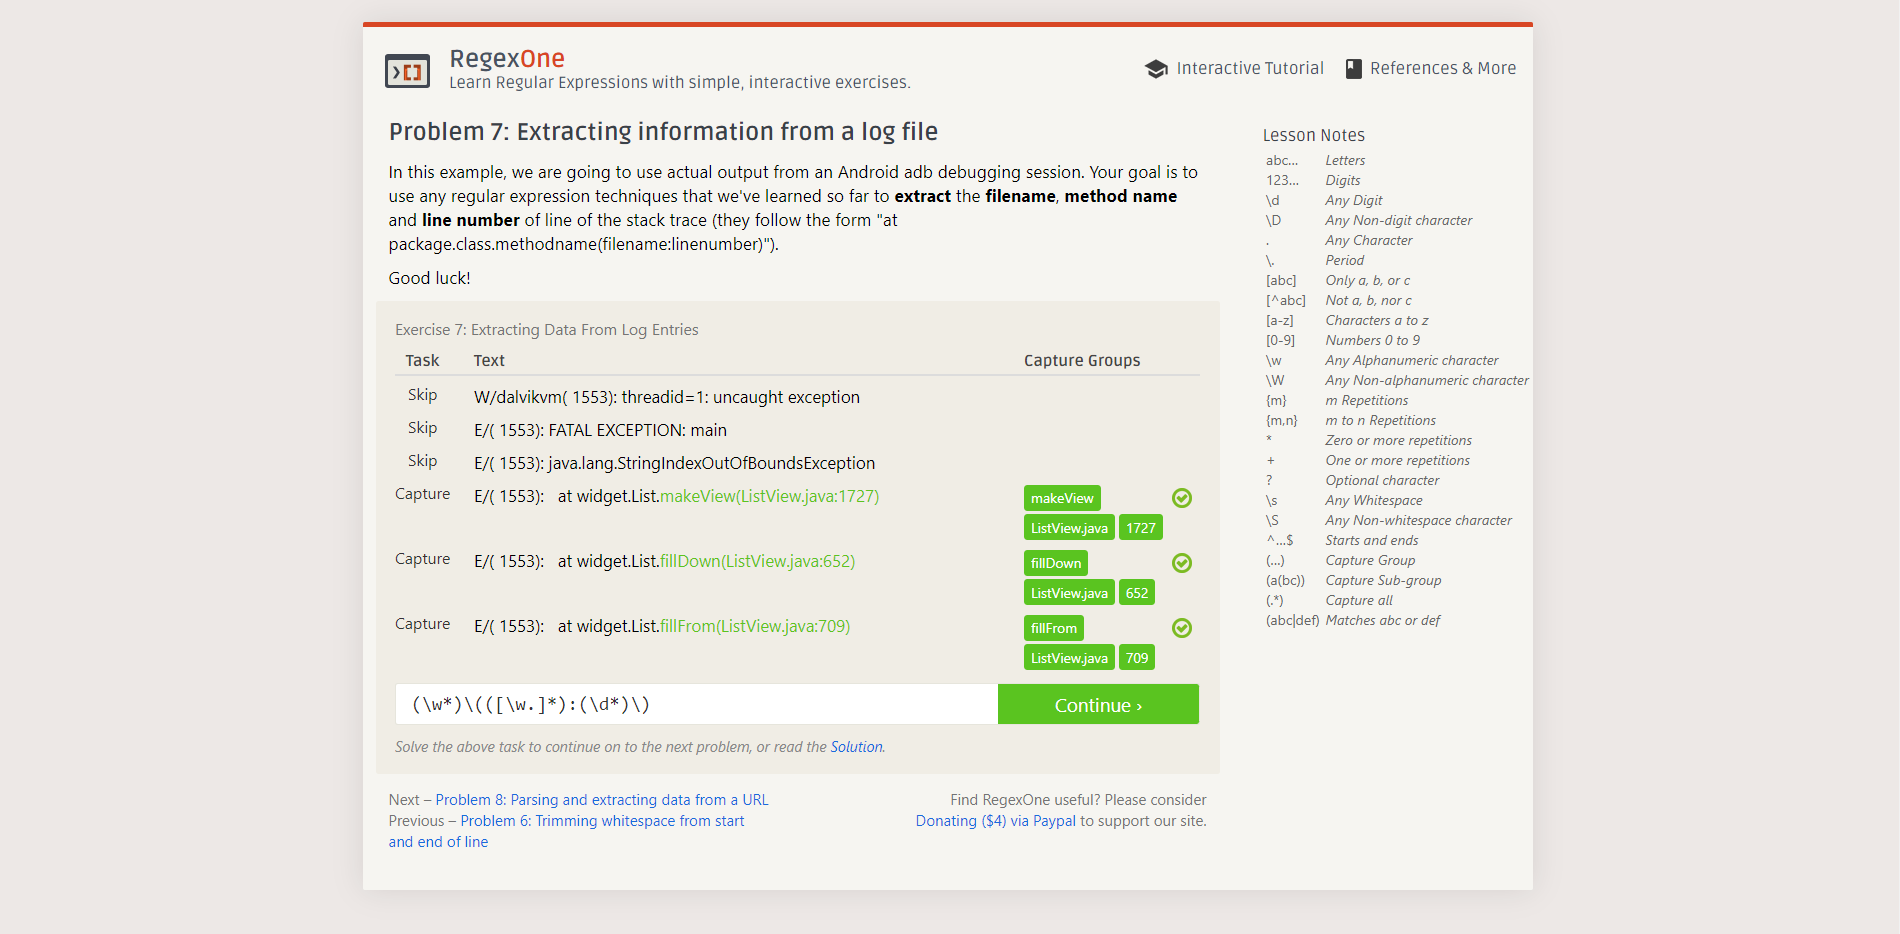 RegexOne
Learn Regular Expressions with simple, interactive exercises.
Interactive Tutorial
References & More
Problem 7: Extracting information from a log file
In this example, we are going to use actual output from an Android adb debugging session. Your goal is to
use any regular expression techniques that we've learned so far to extract the filename, method name
and line number of line of the stack trace (they follow the form "at
package.class.methodname(filename:linenumber)").
Good luck!
Exercise 7: Extracting Data From Log Entries
Task Text Capture Groups
Skip W/dalvikvm( 1553): threadid=1: uncaught exception
Skip E/( 1553): FATAL EXCEPTION: main
Skip E/( 1553): java.lang.StringIndexOutOfBoundsException
Capture E/( 1553):   at widget.List.makeView(ListView.java:1727) makeView
ListView.java 1727
Capture E/( 1553):   at widget.List.fillDown(ListView.java:652) fillDown
ListView.java 652
Capture E/( 1553):   at widget.List.fillFrom(ListView.java:709) fillFrom
ListView.java 709
(\w*)\(([\w.]*):(\d*)\)
Continue ›
Solve the above task to continue on to the next problem, or read the Solution.
Next – Problem 8: Parsing and extracting data from a URL
Previous – Problem 6: Trimming whitespace from start
and end of line
Find RegexOne useful? Please consider
Donating ($4) via Paypal to support our site.
Lesson Notes
abc… Letters
123… Digits
\d Any Digit
\D Any Non-digit character
. Any Character
\. Period
[abc] Only a, b, or c
[^abc] Not a, b, nor c
[a-z] Characters a to z
[0-9] Numbers 0 to 9
\w Any Alphanumeric character
\W Any Non-alphanumeric character
{m} m Repetitions
{m,n} m to n Repetitions
* Zero or more repetitions
+ One or more repetitions
? Optional character
\s Any Whitespace
\S Any Non-whitespace character
^…$ Starts and ends
(…) Capture Group
(a(bc)) Capture Sub-group
(.*) Capture all
(abc|def) Matches abc or def